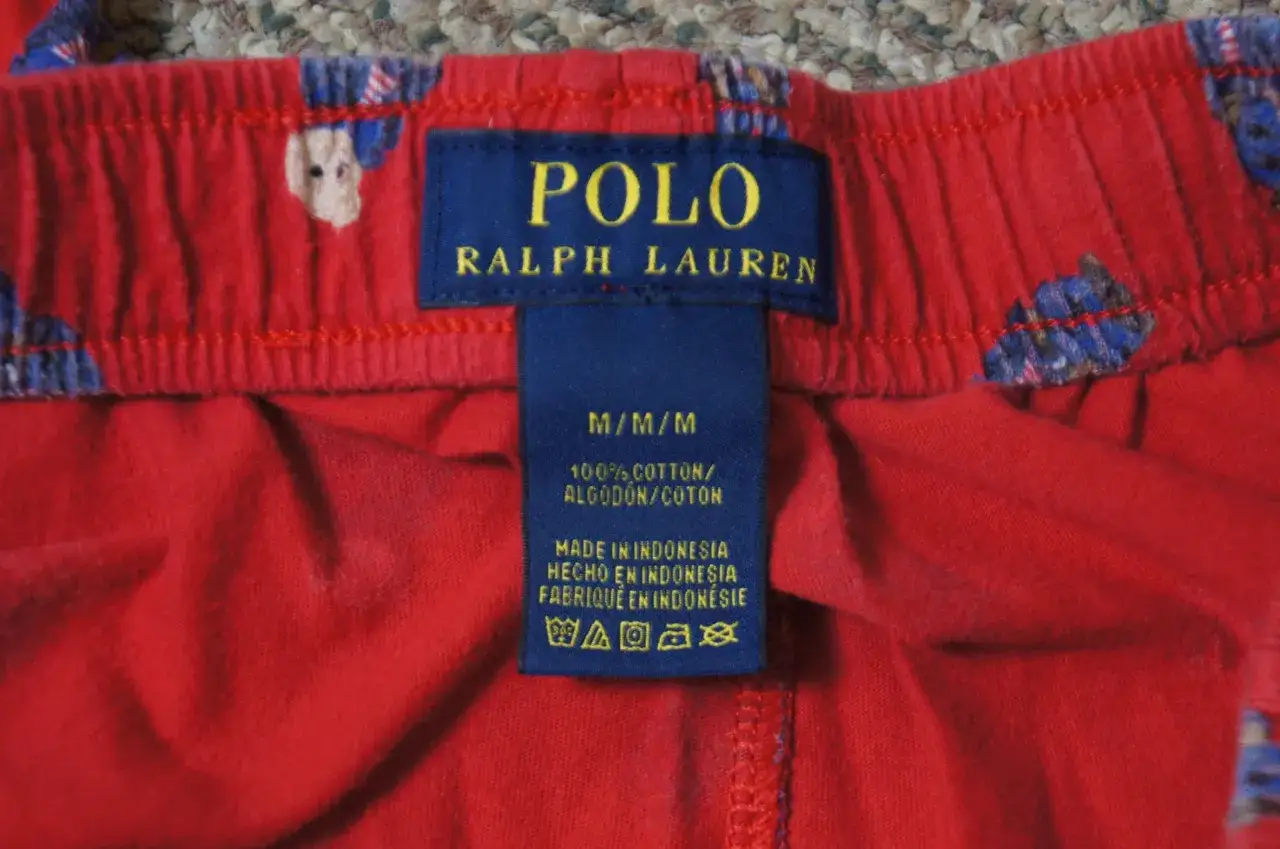 POLO
RALPH LAUREN
M/M/M
100% COTTON/
ALGODÓN/COTON
MADE IN INDONESIA
HECHO EN INDONESIA
FABRIQUÉ EN INDONÉSIE